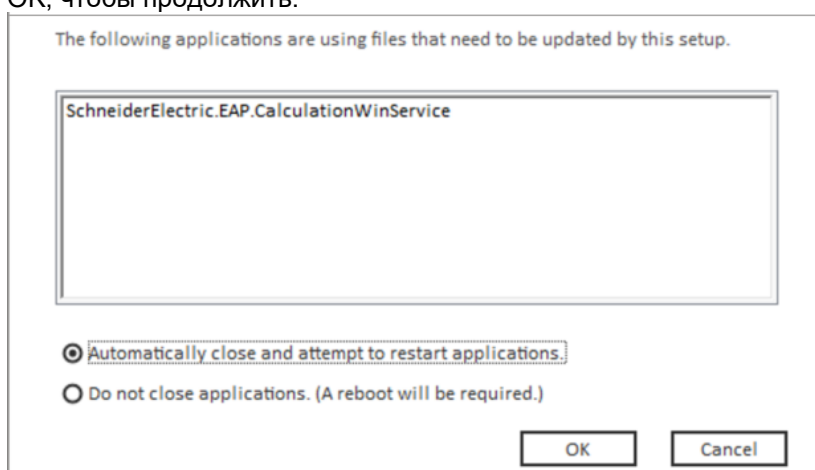 ОК, чтобы продолжить.
The following applications are using files that need to be updated by this setup.
SchneiderElectric.EAP.CalculationWinService
Automatically close and attempt to restart applications.
Do not close applications. (A reboot will be required.)
OK Cancel